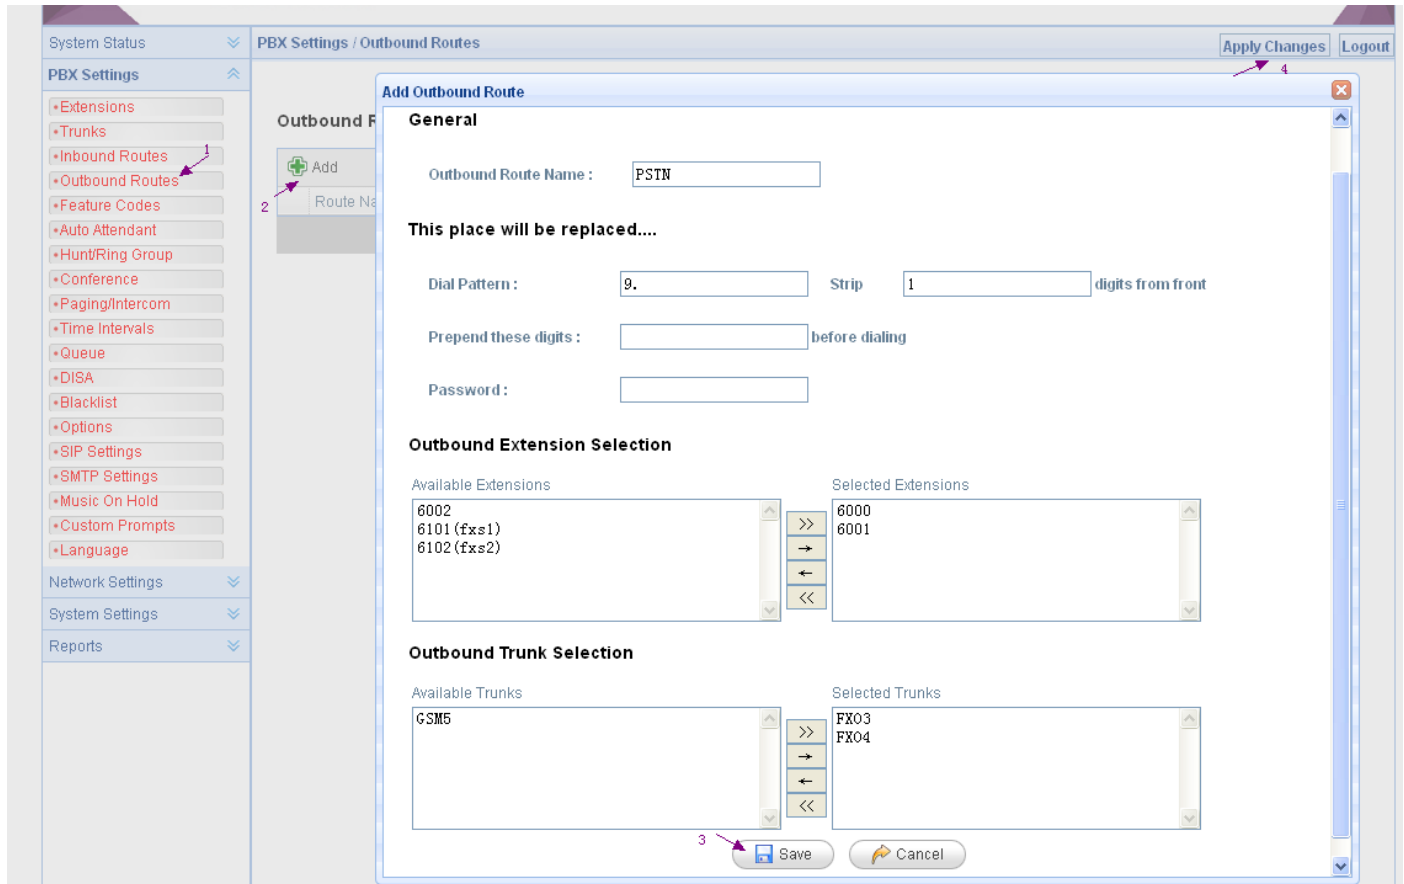 System Status
PBX Settings / Outbound Routes
Apply Changes
Logout
4
PBX Settings
•Extensions
•Trunks
•Inbound Routes
1
•Outbound Routes
•Feature Codes
•Auto Attendant
•Hunt/Ring Group
•Conference
•Paging/Intercom
•Time Intervals
•Queue
•DISA
•Blacklist
•Options
•SIP Settings
•SMTP Settings
•Music On Hold
•Custom Prompts
•Language
Network Settings
System Settings
Reports
Outbound R
Add
2
Route Na
Add Outbound Route
General
Outbound Route Name : PSTN
This place will be replaced....
Dial Pattern : 9. Strip 1 digits from front
Prepend these digits : before dialing
Password :
Outbound Extension Selection
Available Extensions
6002
6101(fxs1)
6102(fxs2)
>>
→
←
<<
Selected Extensions
6000
6001
Outbound Trunk Selection
Available Trunks
GSM5
>>
→
←
<<
Selected Trunks
FXO3
FXO4
3
Save
Cancel